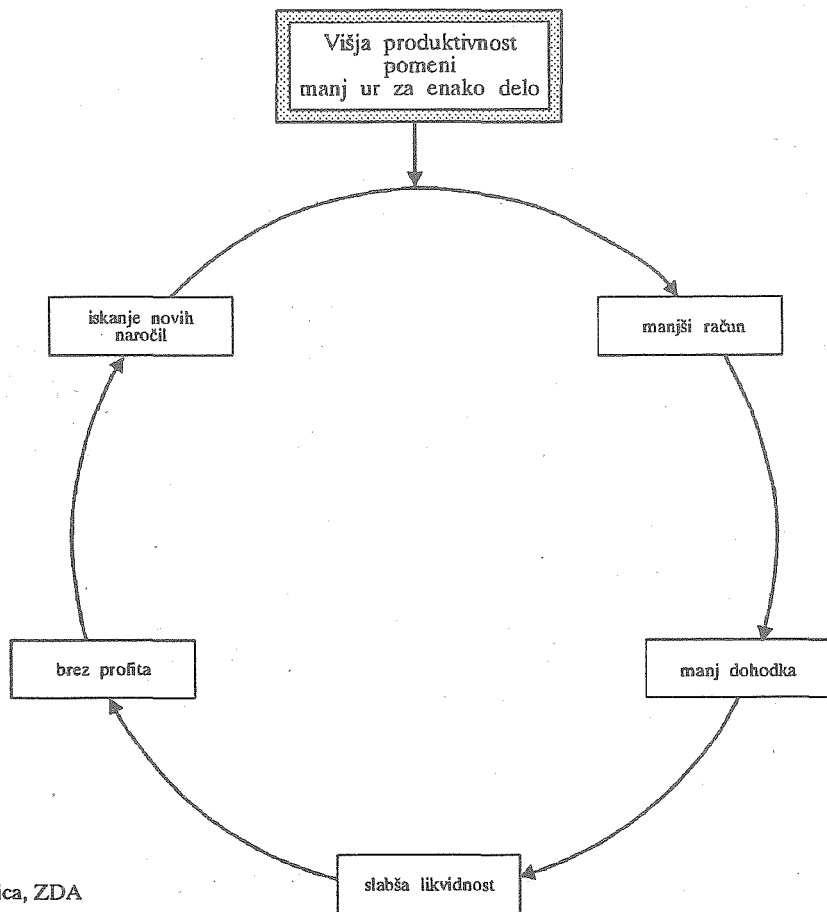 Višja produktivnost
pomeni
manj ur za enako delo
iskanje novih
naročil
manjši račun
brez profita
manj dohodka
slabša likvidnost
ica, ZDA